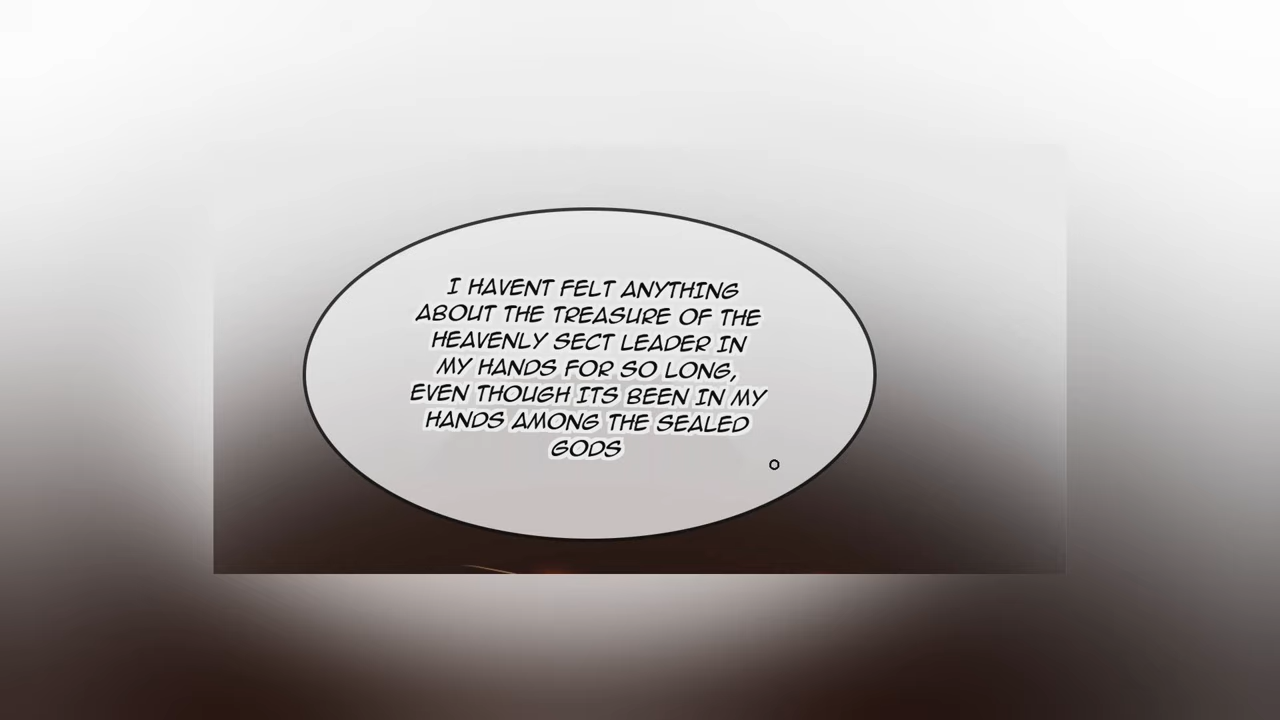 I HAVENT FELT ANYTHING
ABOUT THE TREASURE OF THE
HEAVENLY SECT LEADER IN
MY HANDS FOR SO LONG,
EVEN THOUGH ITS BEEN IN MY
HANDS AMONG THE SEALED
GODS